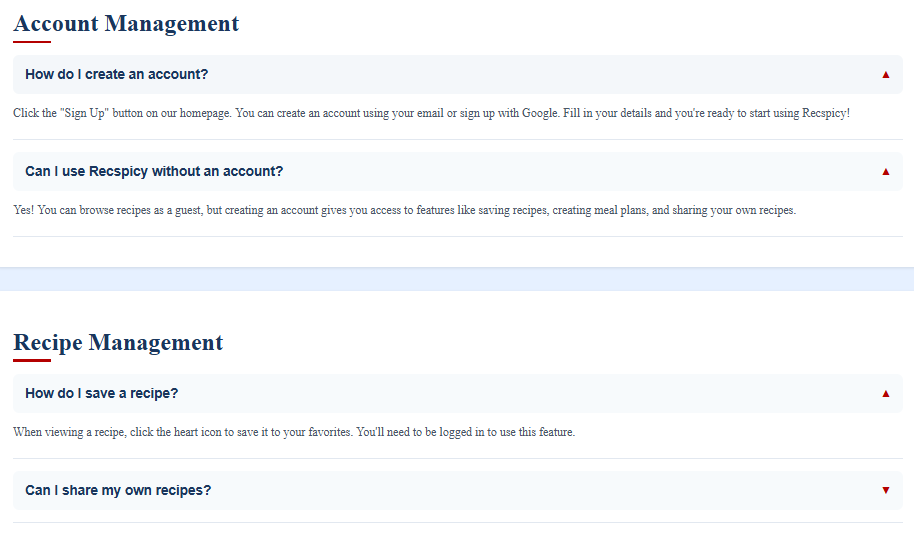 Account Management
How do I create an account?
Click the "Sign Up" button on our homepage. You can create an account using your email or sign up with Google. Fill in your details and you're ready to start using Recspicy!
Can I use Recspicy without an account?
Yes! You can browse recipes as a guest, but creating an account gives you access to features like saving recipes, creating meal plans, and sharing your own recipes.
Recipe Management
How do I save a recipe?
When viewing a recipe, click the heart icon to save it to your favorites. You'll need to be logged in to use this feature.
Can I share my own recipes?